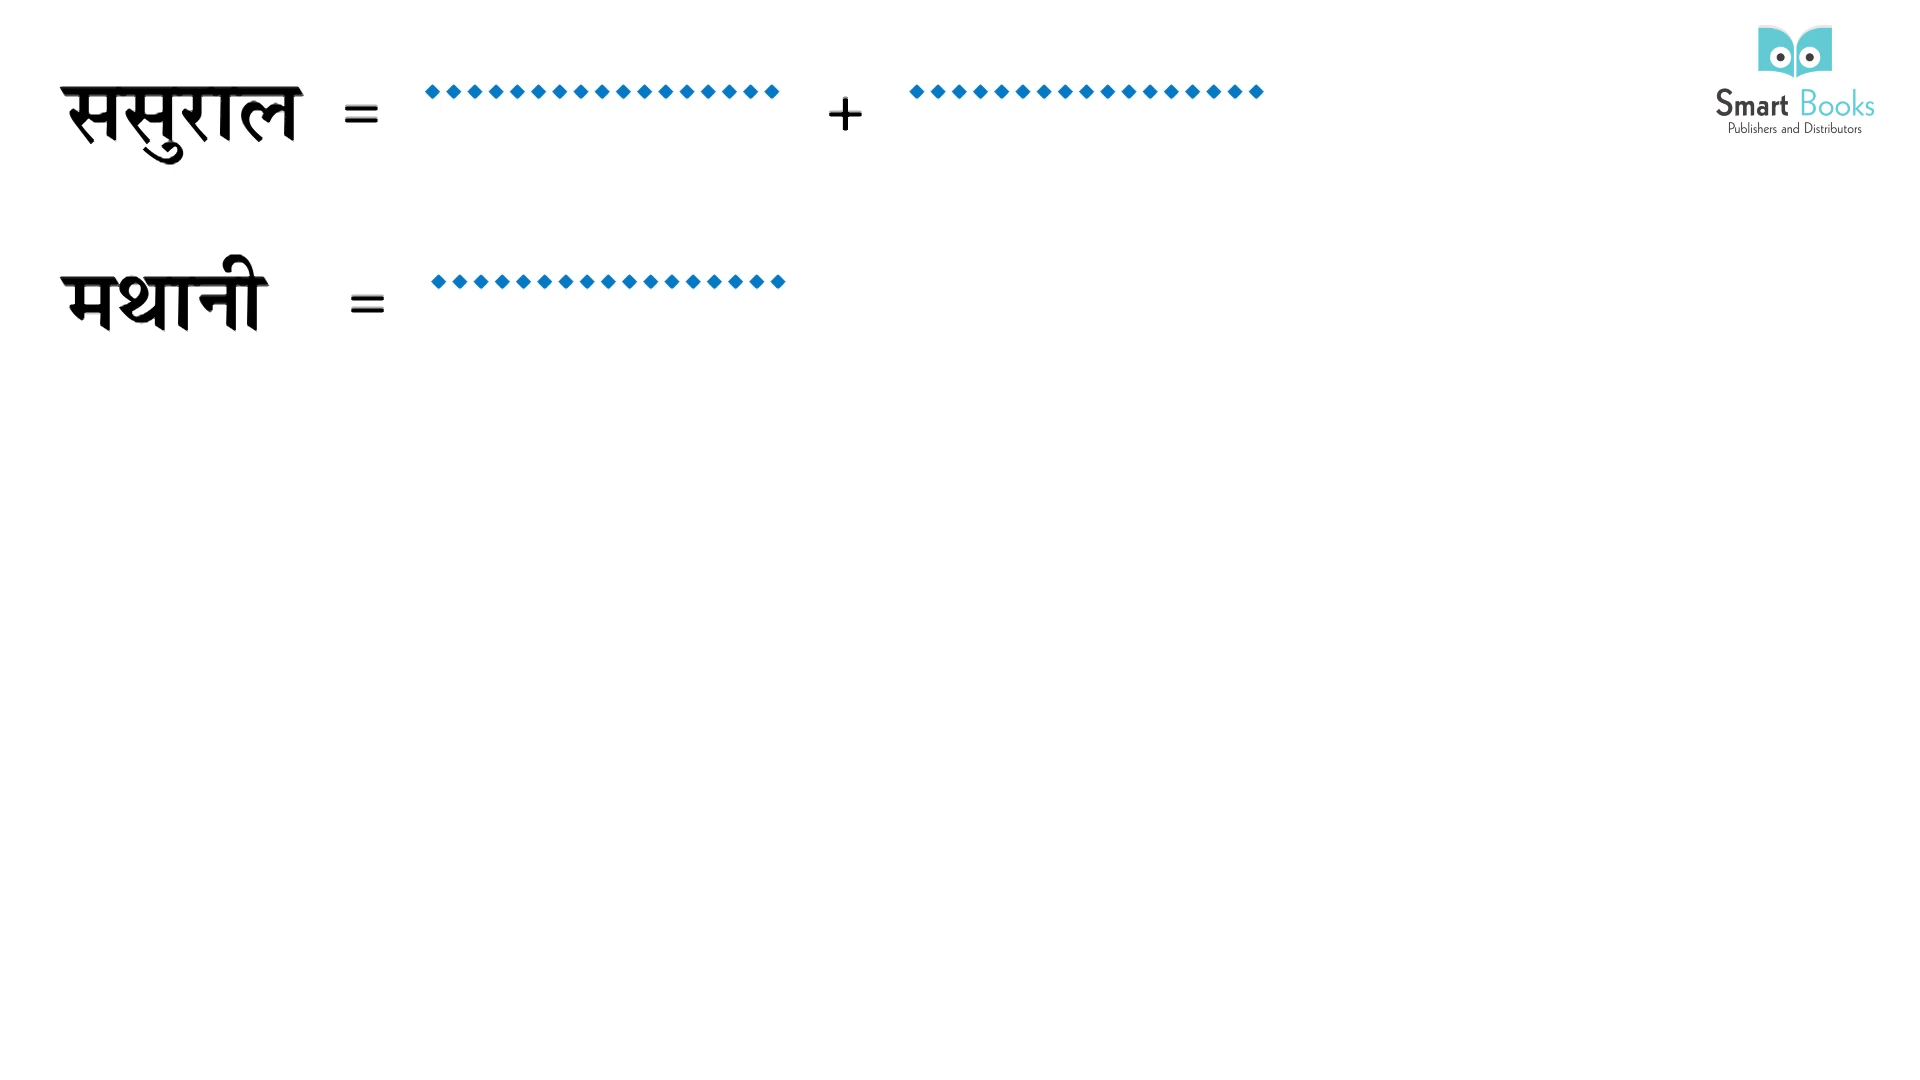 ससुराल = ................. + .................
मथानी = .................
Smart Books
Publishers and Distributors